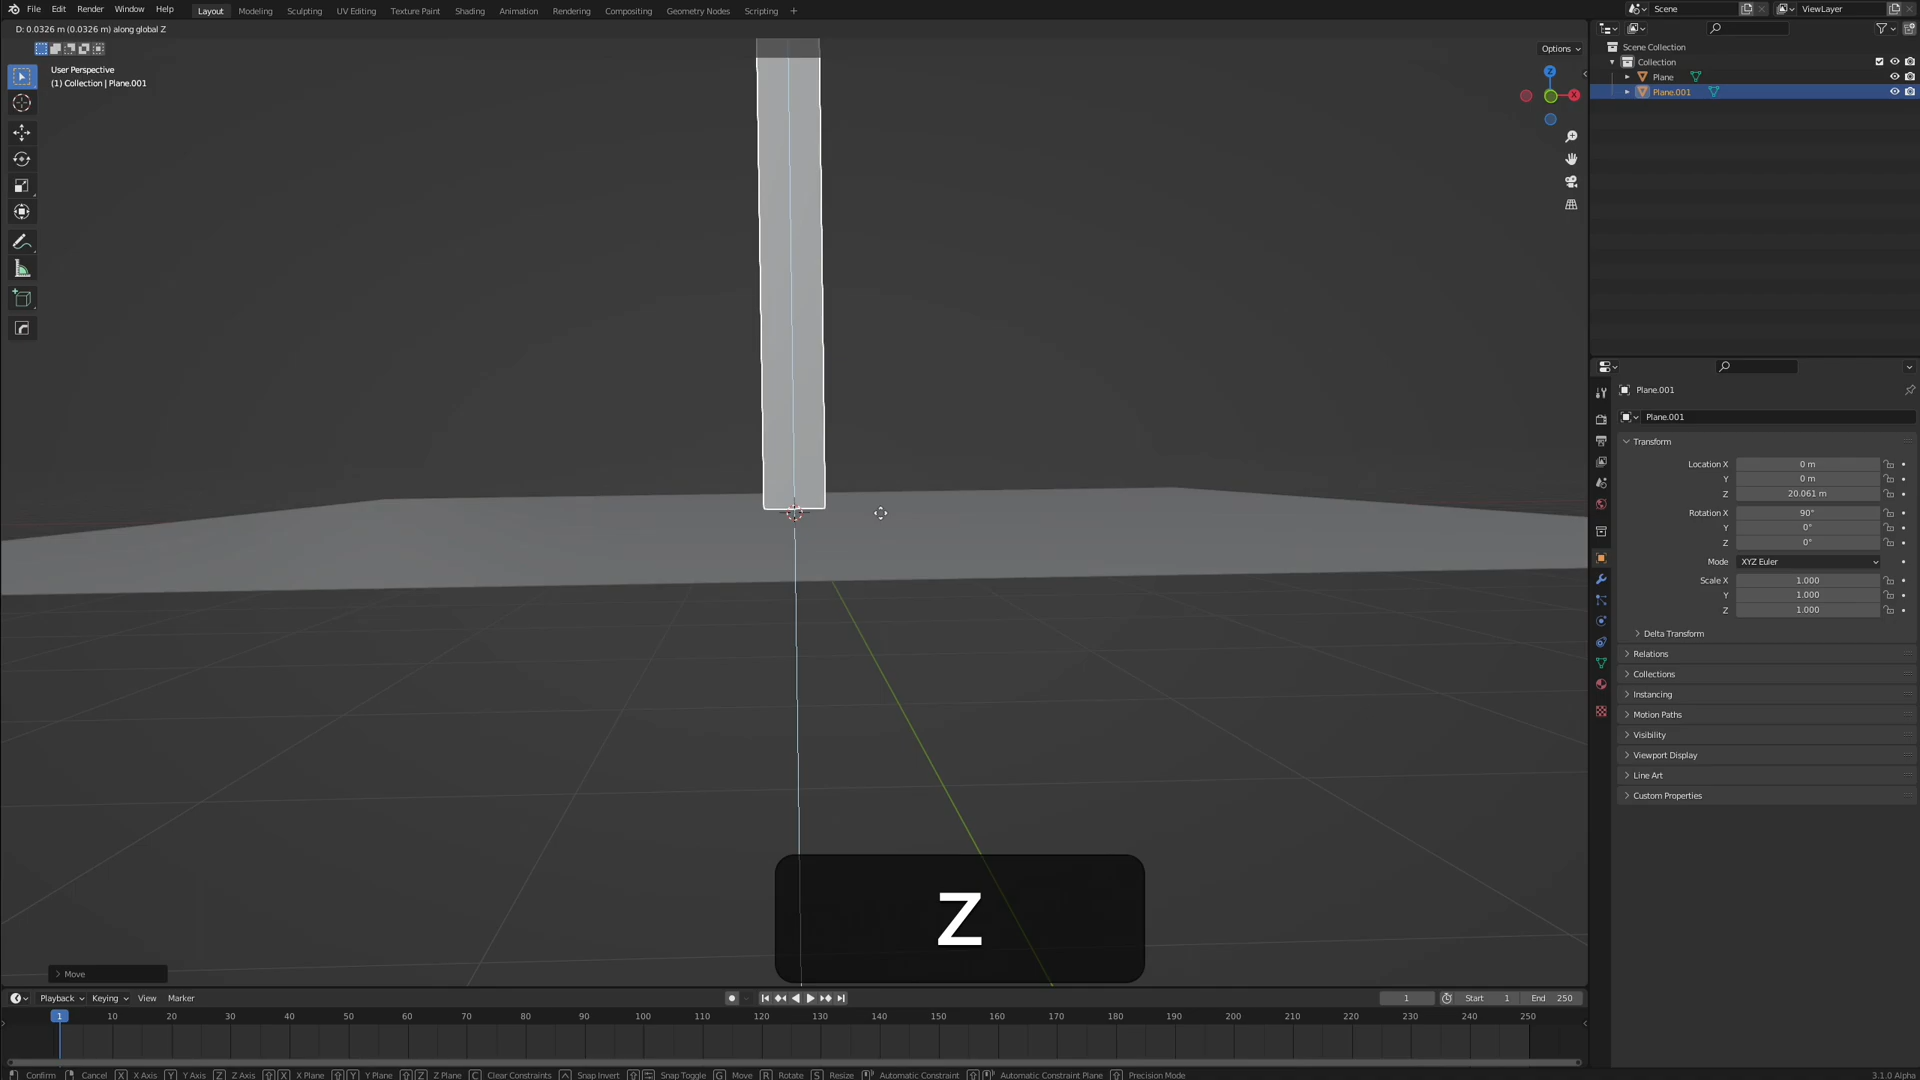 File Edit Render Window Help Layout Modeling Sculpting UV Editing Texture Paint Shading Animation Rendering Compositing Geometry Nodes Scripting + Scene ViewLayer
D: 0.0326 m (0.0326 m) along global Z
Options
User Perspective
(1) Collection | Plane.001
Z
X
Scene Collection
Collection
Plane
Plane.001
Plane.001
Plane.001
Transform
Location X 0 m
Y 0 m
Z 20.061 m
Rotation X 90°
Y 0°
Z 0°
Mode XYZ Euler
Scale X 1.000
Y 1.000
Z 1.000
Delta Transform
Relations
Collections
Instancing
Motion Paths
Visibility
Viewport Display
Line Art
Custom Properties
Z
Move
Playback Keying View Marker 1 Start 1 End 250
1 10 20 30 40 50 60 70 80 90 100 110 120 130 140 150 160 170 180 190 200 210 220 230 240 250
Confirm Cancel X X Axis Y Y Axis Z Z Axis X X Plane Y Y Plane Z Z Plane C Clear Constraints Snap Invert Snap Toggle G Move R Rotate S Resize Automatic Constraint Automatic Constraint Plane Precision Mode 3.1.0 Alpha